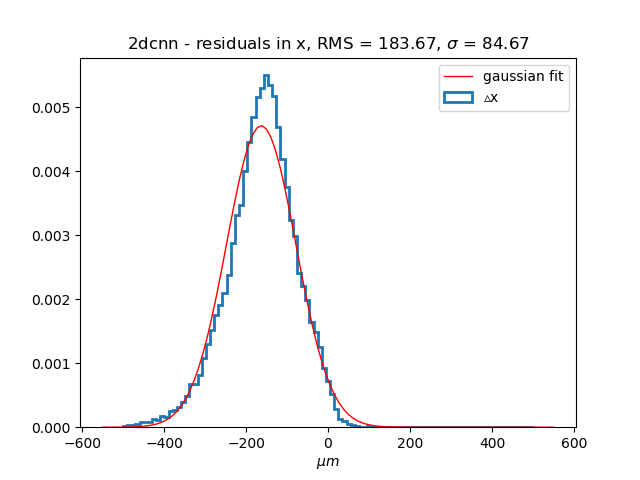 2dcnn - residuals in x, RMS = 183.67, σ = 84.67
gaussian fit
△x
0.005
0.004
0.003
0.002
0.001
0.000
−600 −400 −200 0 200 400 600
μm